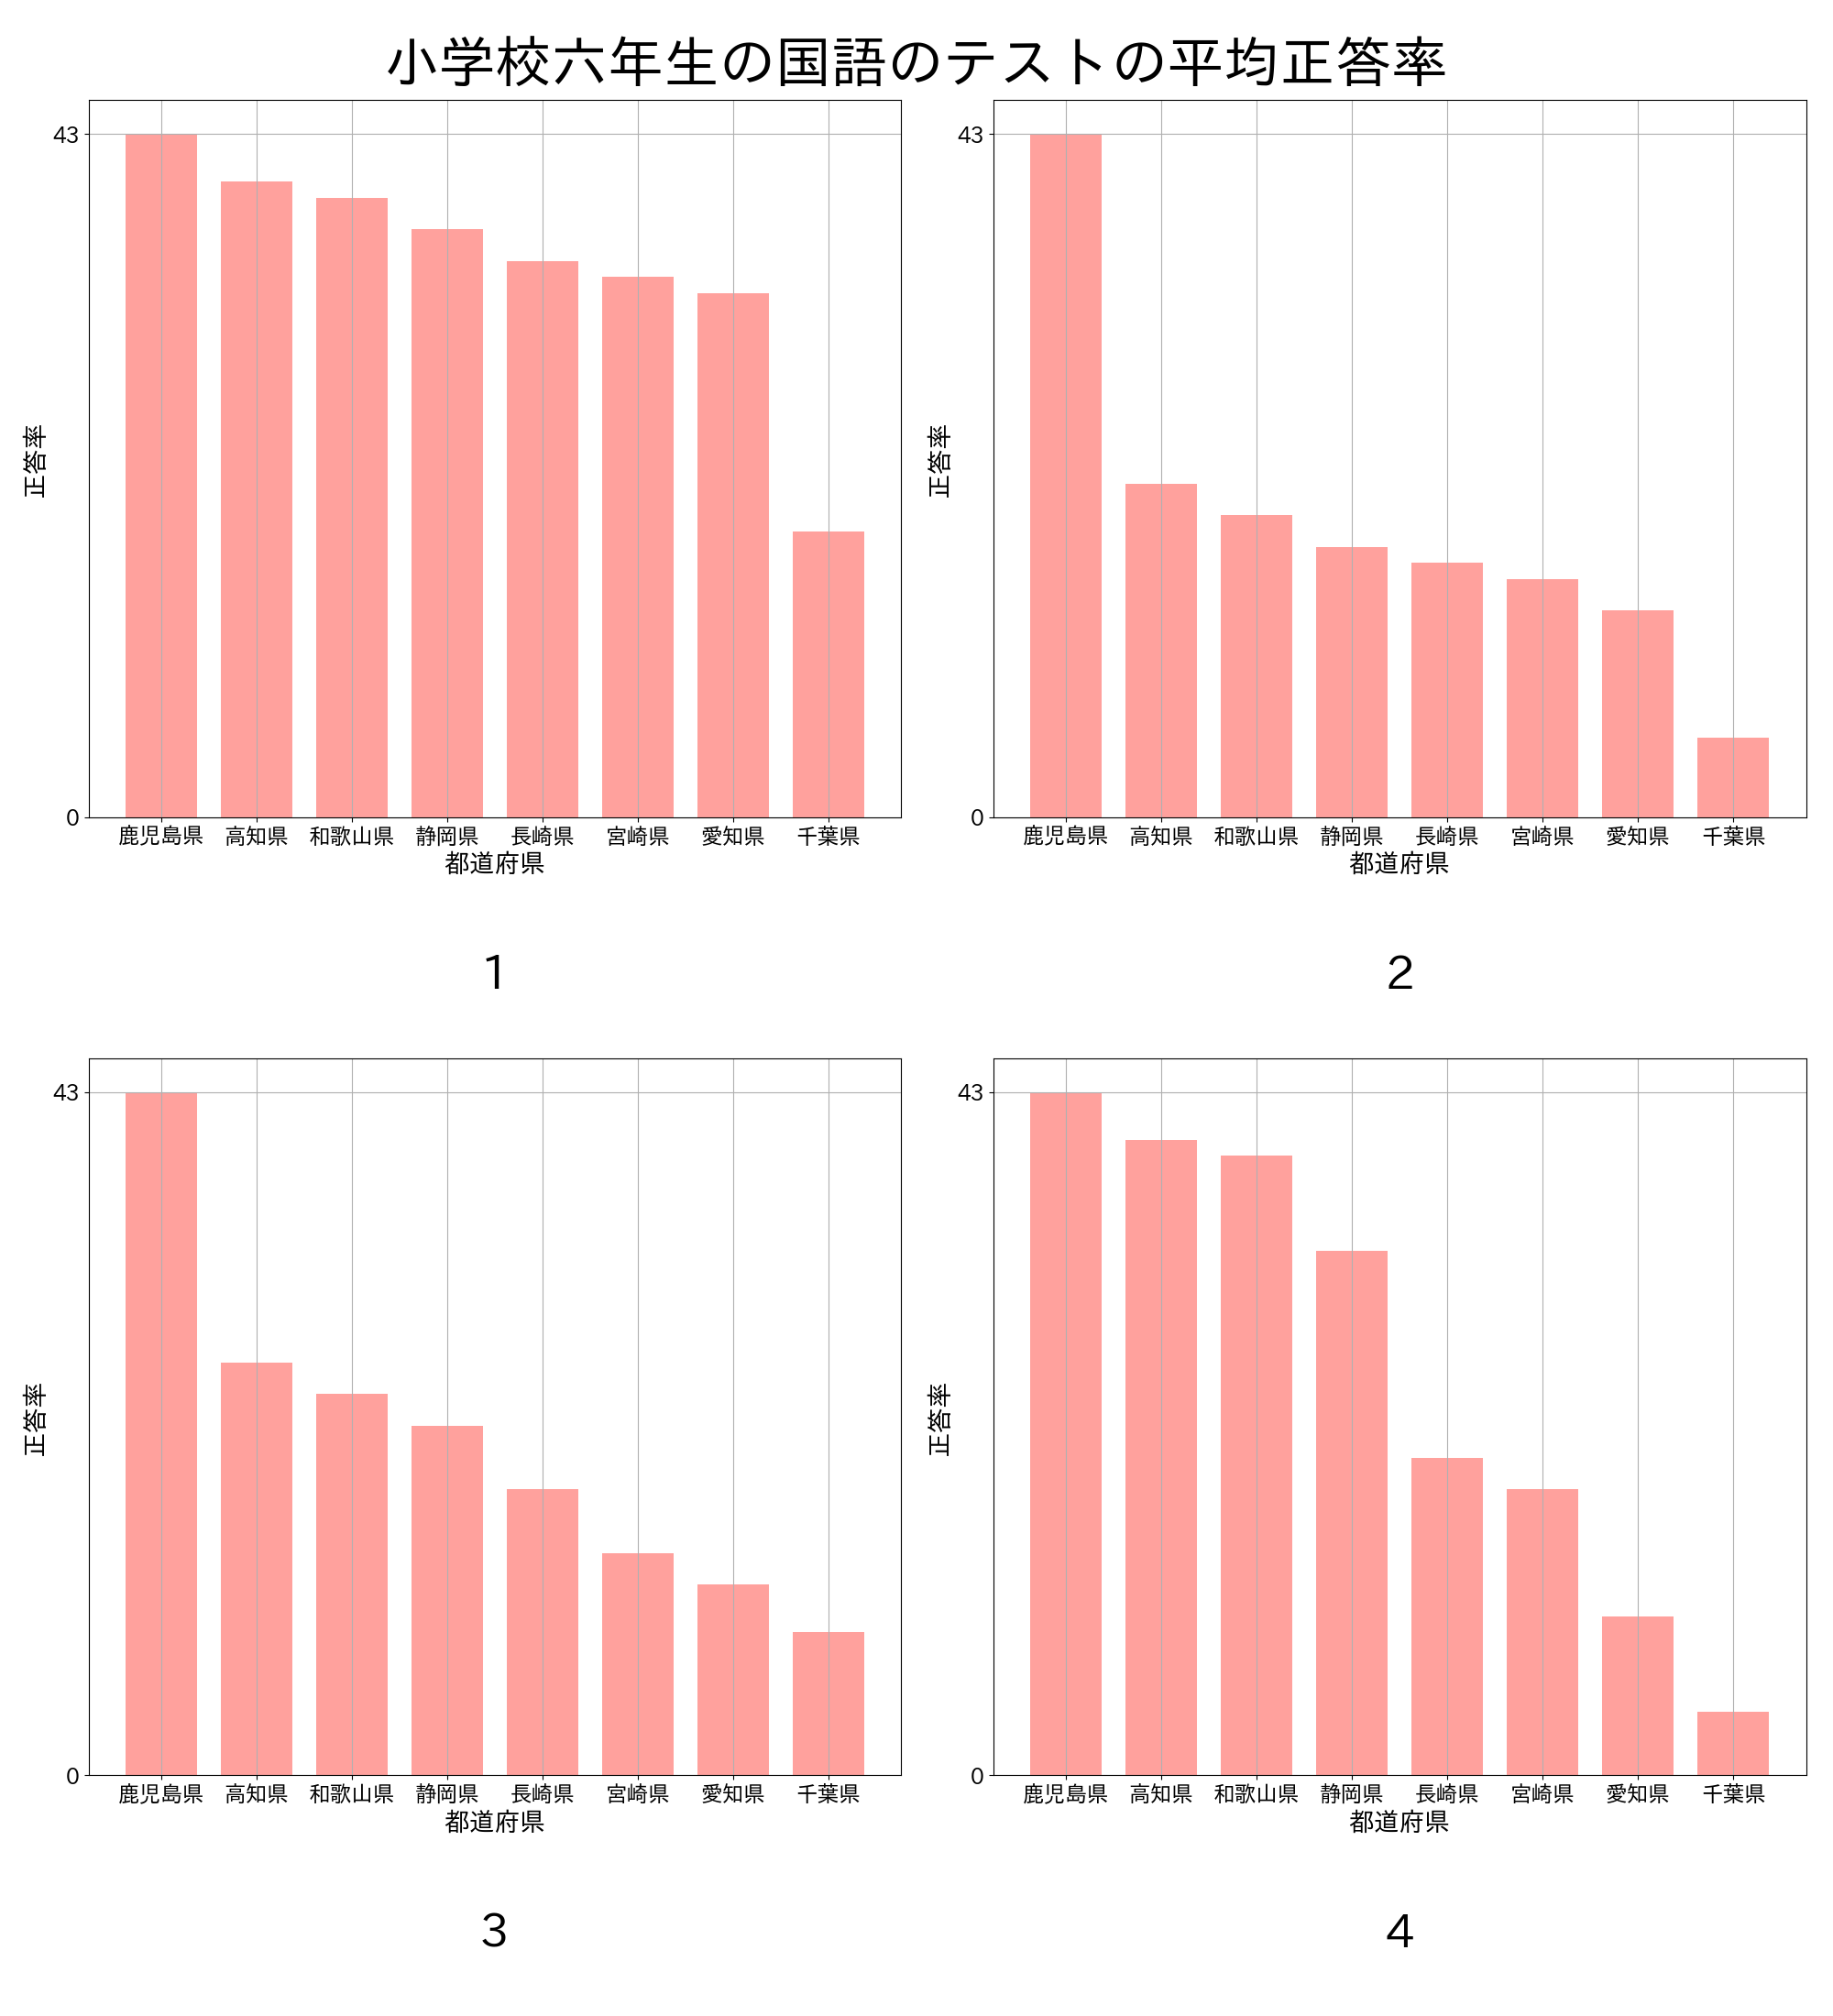 小学校六年生の国語のテストの平均正答率
43
0
正答率
鹿児島県 高知県 和歌山県 静岡県 長崎県 宮崎県 愛知県 千葉県
都道府県
1
43
0
正答率
鹿児島県 高知県 和歌山県 静岡県 長崎県 宮崎県 愛知県 千葉県
都道府県
2
43
0
正答率
鹿児島県 高知県 和歌山県 静岡県 長崎県 宮崎県 愛知県 千葉県
都道府県
3
43
0
正答率
鹿児島県 高知県 和歌山県 静岡県 長崎県 宮崎県 愛知県 千葉県
都道府県
4